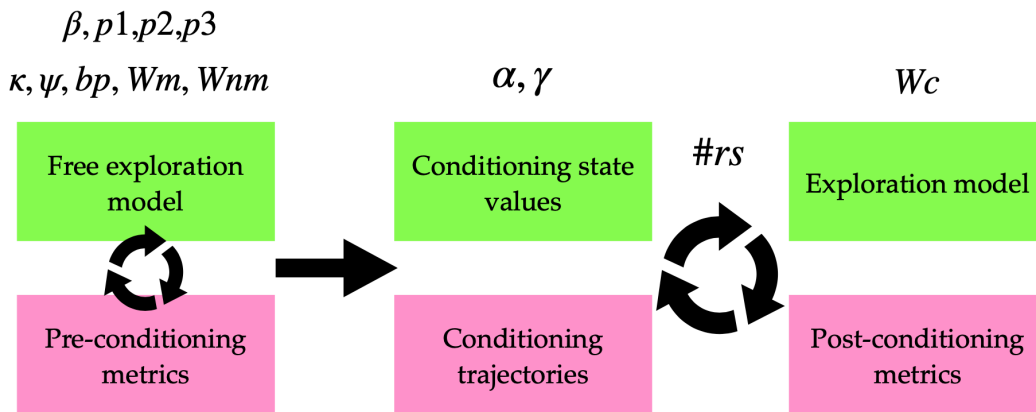 β, p1,p2,p3
κ, ψ, bp, Wm, Wnm
Free exploration
model
Pre-conditioning
metrics
α, γ
Conditioning state
values
Conditioning
trajectories
#rs
Wc
Exploration model
Post-conditioning
metrics